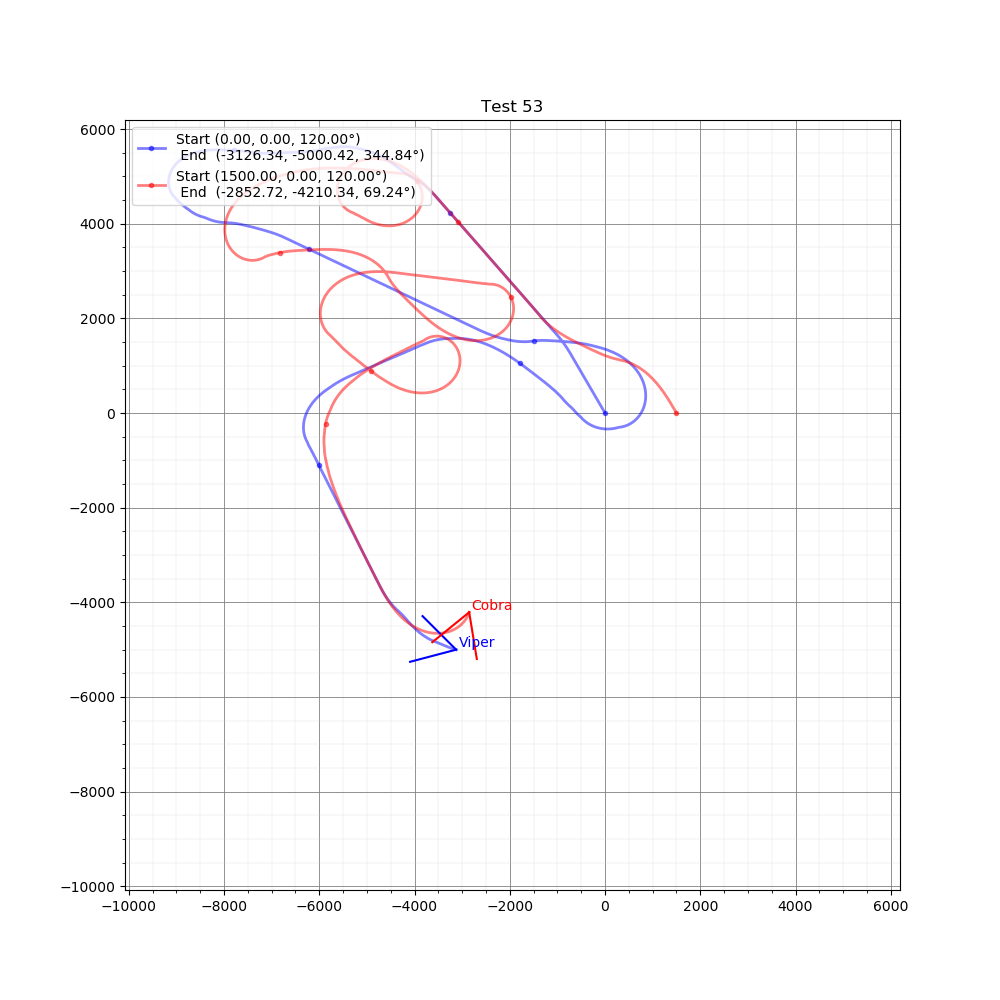 Test 53
Start (0.00, 0.00, 120.00°)
End (-3126.34, -5000.42, 344.84°)
Start (1500.00, 0.00, 120.00°)
End (-2852.72, -4210.34, 69.24°)
6000
4000
2000
0
−2000
−4000
−6000
−8000
−10000
Cobra
Viper
−10000 −8000 −6000 −4000 −2000 0 2000 4000 6000